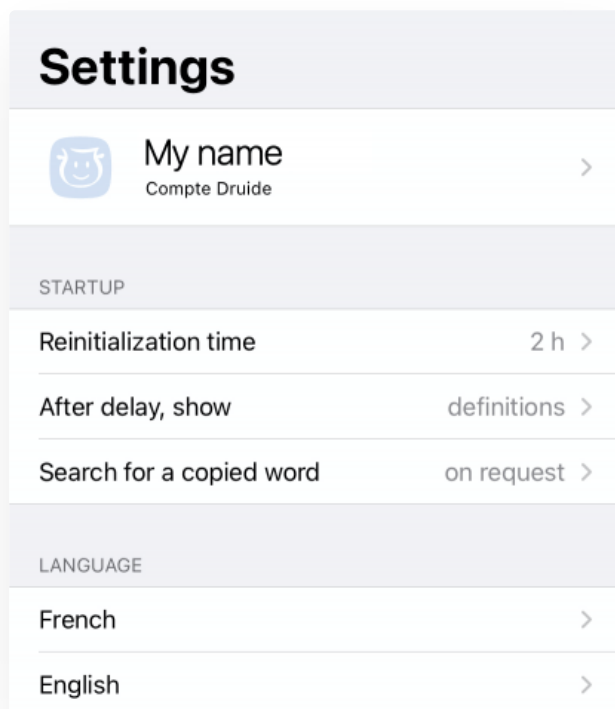 Settings
My name
Compte Druide
STARTUP
Reinitialization time 2 h
After delay, show definitions
Search for a copied word on request
LANGUAGE
French
English